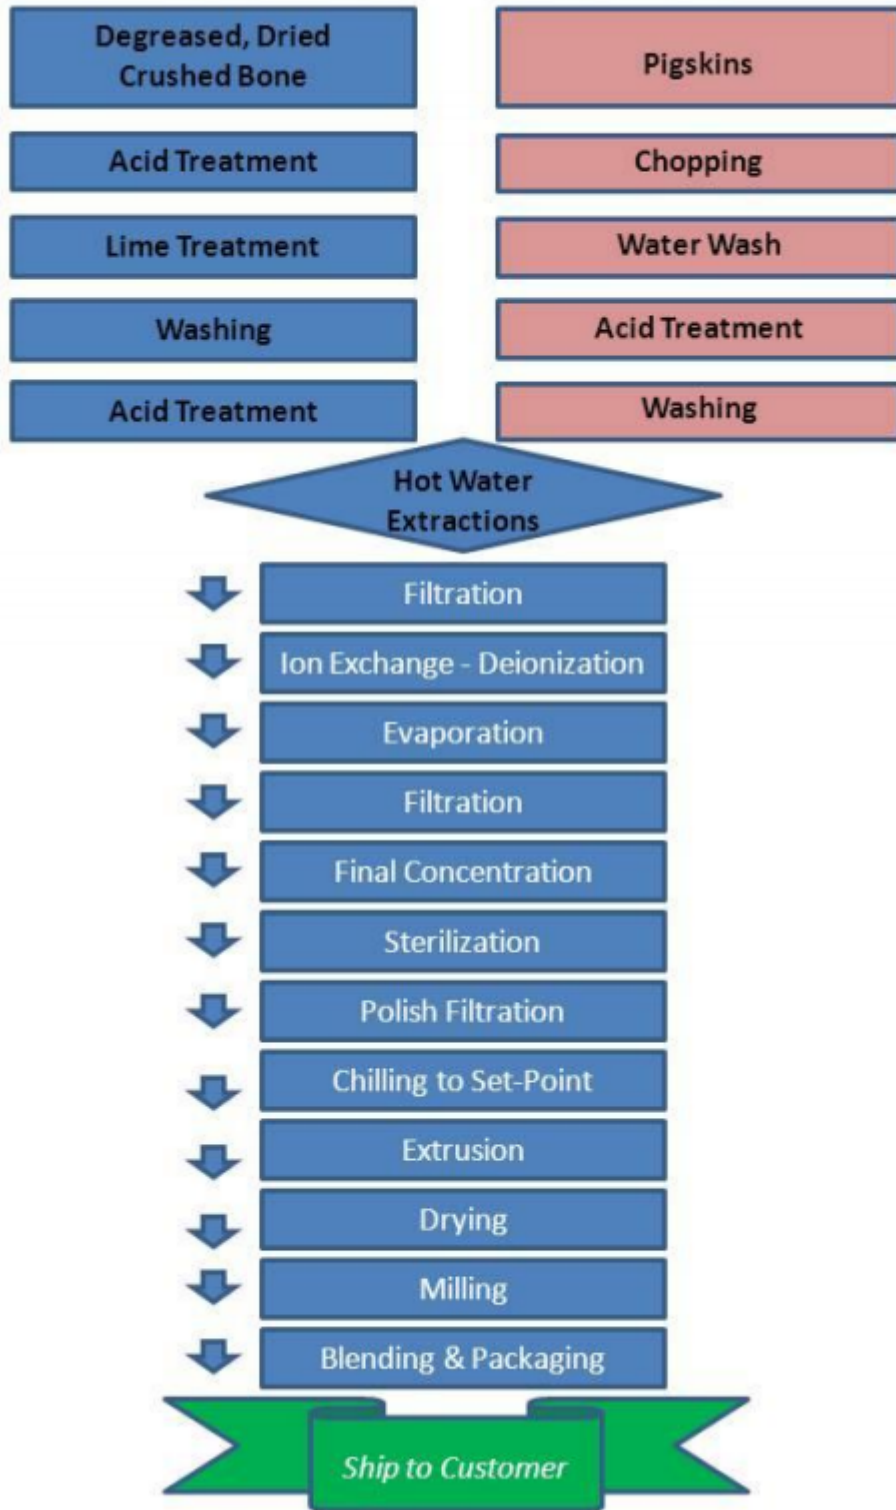 Degreased, Dried
Crushed Bone
Acid Treatment
Lime Treatment
Washing
Acid Treatment
Pigskins
Chopping
Water Wash
Acid Treatment
Washing
Hot Water
Extractions
Filtration
Ion Exchange - Deionization
Evaporation
Filtration
Final Concentration
Sterilization
Polish Filtration
Chilling to Set-Point
Extrusion
Drying
Milling
Blending & Packaging
Ship to Customer